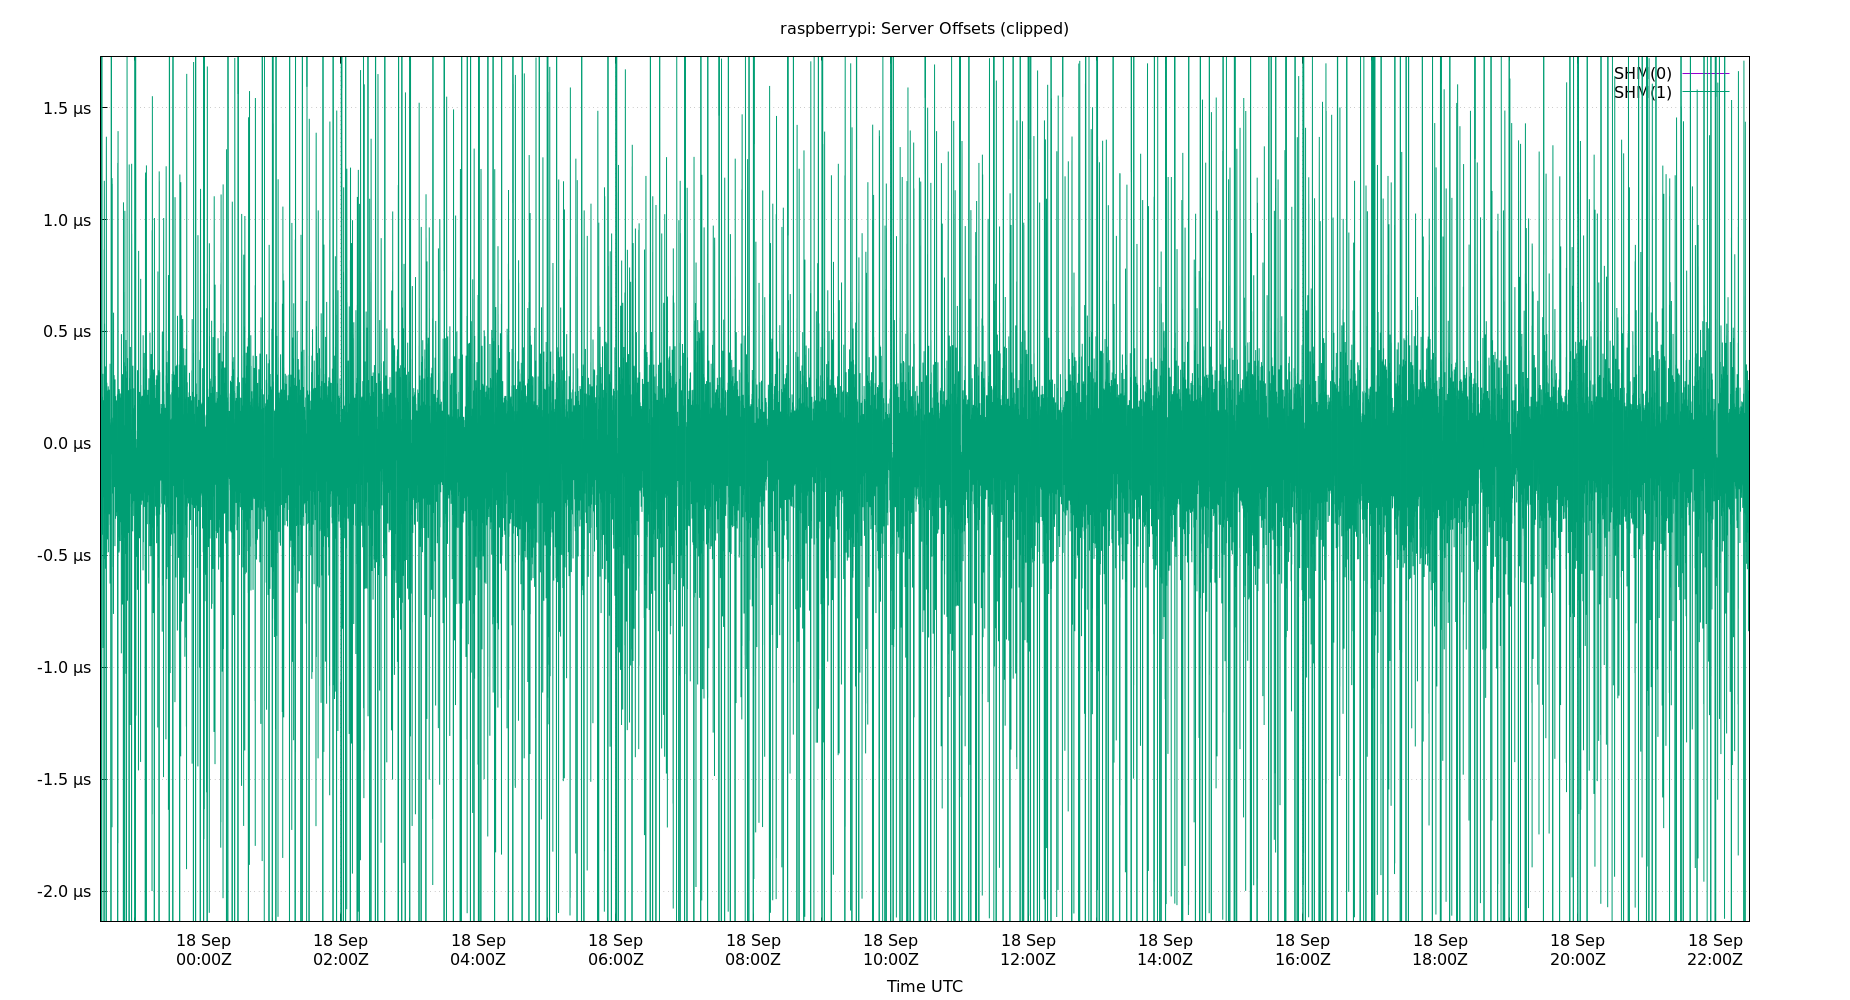 raspberrypi: Server Offsets (clipped)
SHM(0)
SHM(1)
1.5 µs
1.0 µs
0.5 µs
0.0 µs
-0.5 µs
-1.0 µs
-1.5 µs
-2.0 µs
18 Sep 18 Sep 18 Sep 18 Sep 18 Sep 18 Sep 18 Sep 18 Sep 18 Sep 18 Sep 18 Sep 18 Sep
00:00Z 02:00Z 04:00Z 06:00Z 08:00Z 10:00Z 12:00Z 14:00Z 16:00Z 18:00Z 20:00Z 22:00Z
Time UTC